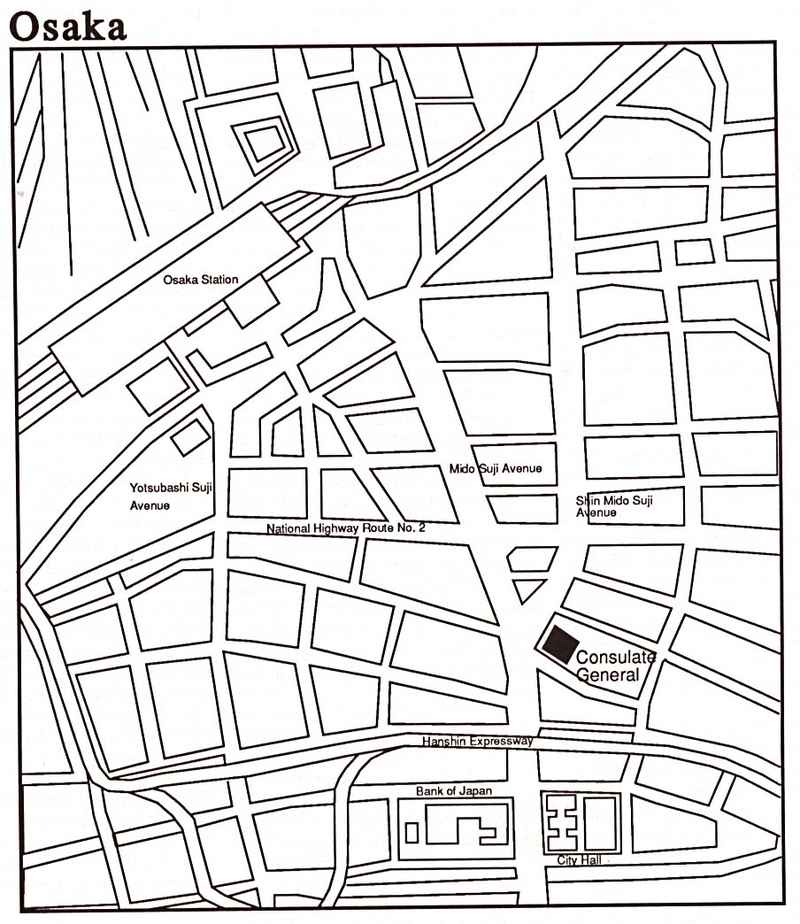 Osaka
Osaka Station
Mido Suji Avenue
Yotsubashi Suji
Avenue
Shin Mido Suji
Avenue
National Highway Route No. 2
Consulate
General
Hanshin Expressway
Bank of Japan
City Hall